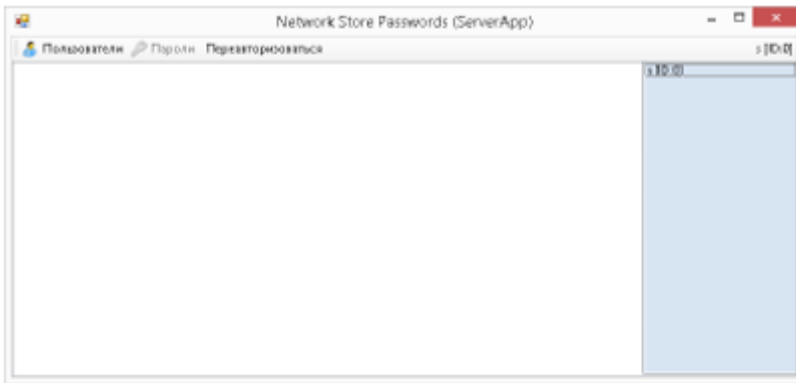 Network Store Passwords (ServerApp)
Пользователи Пароли Переавторизоваться s [ID:0]
s [ID:0]